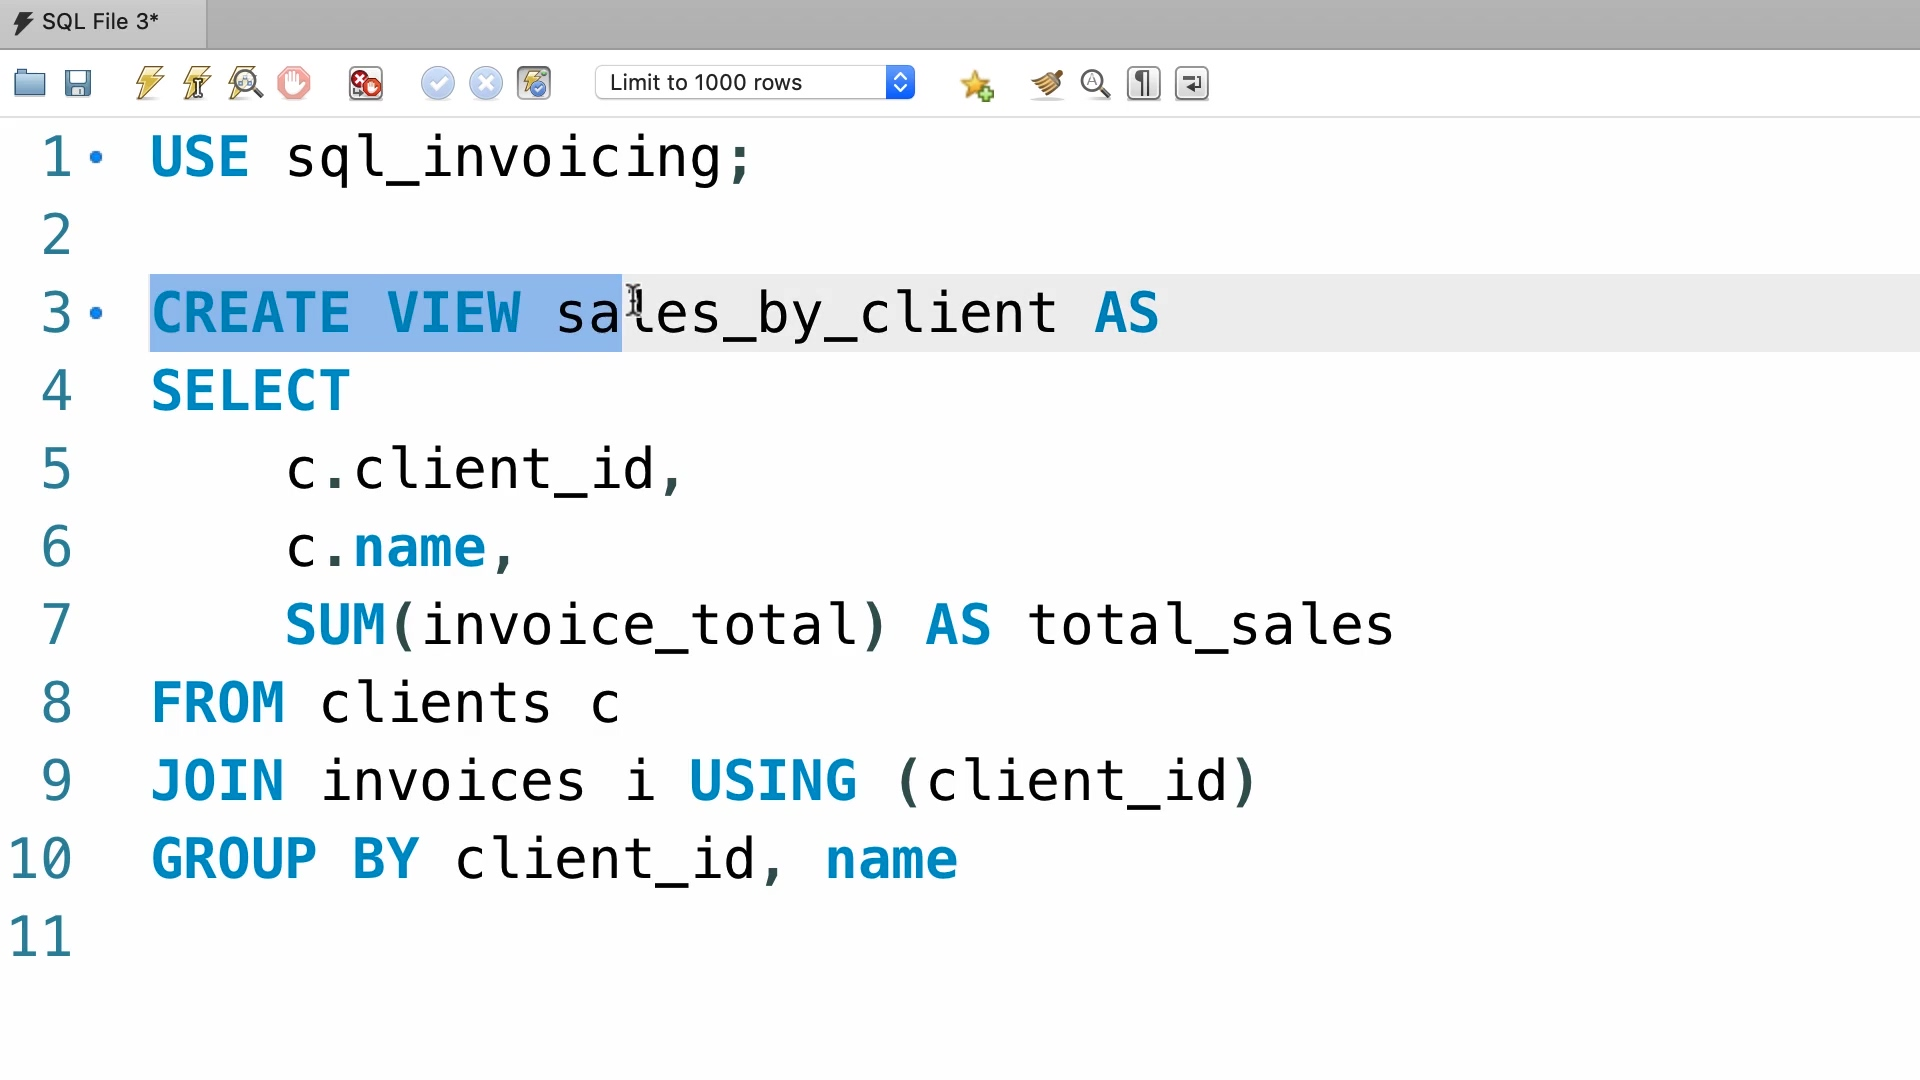 SQL File 3*
Limit to 1000 rows
1 USE sql_invoicing;
2
3 CREATE VIEW sales_by_client AS
4 SELECT
5 c.client_id,
6 c.name,
7 SUM(invoice_total) AS total_sales
8 FROM clients c
9 JOIN invoices i USING (client_id)
10 GROUP BY client_id, name
11